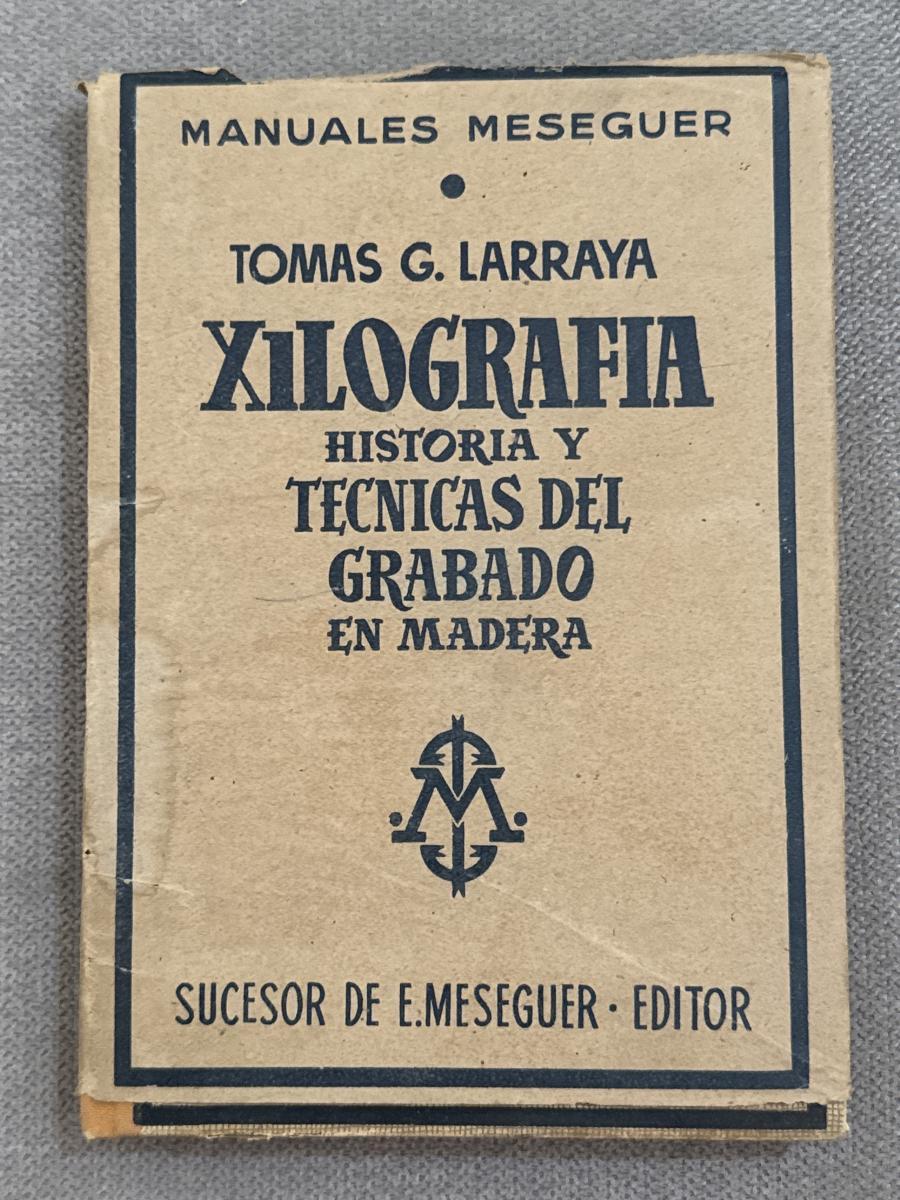 MANUALES MESEGUER
TOMAS G. LARRAYA
XILOGRAFIA
HISTORIA Y
TECNICAS DEL
GRABADO
EN MADERA
M
SUCESOR DE E.MESEGUER · EDITOR